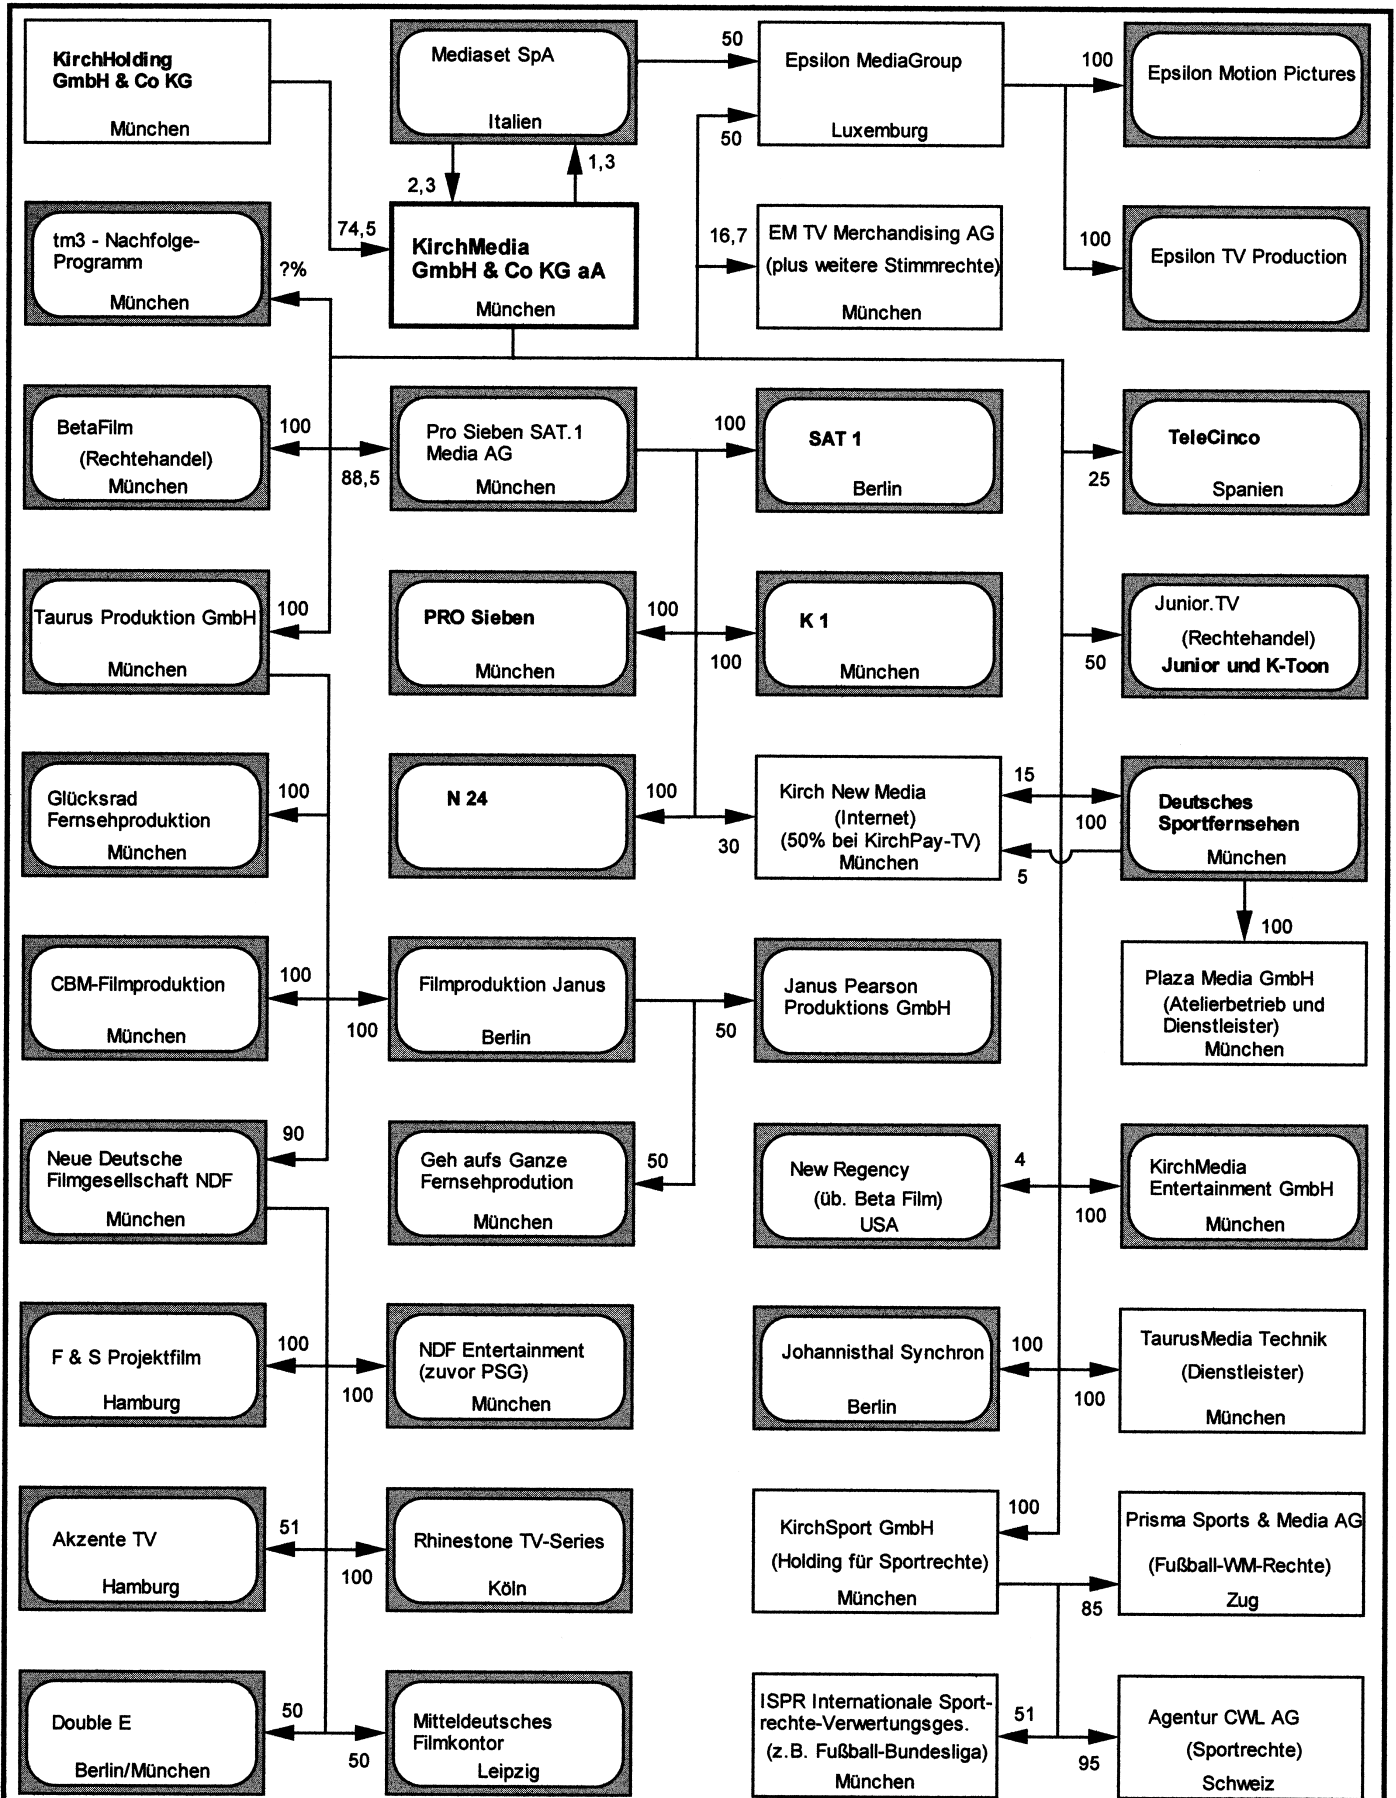 KirchHolding
GmbH & Co KG
München
Mediaset SpA
Italien
50
Epsilon MediaGroup
Luxemburg
50
100
Epsilon Motion Pictures
2,3
1,3
tm3 - Nachfolge-
Programm
München
?%
74,5
KirchMedia
GmbH & Co KG aA
München
16,7
EM TV Merchandising AG
(plus weitere Stimmrechte)
München
100
Epsilon TV Production
BetaFilm
(Rechtehandel)
München
100
88,5
Pro Sieben SAT.1
Media AG
München
100
SAT 1
Berlin
25
TeleCinco
Spanien
Taurus Produktion GmbH
München
100
PRO Sieben
München
100
100
K 1
München
50
Junior.TV
(Rechtehandel)
Junior und K-Toon
Glücksrad
Fernsehproduktion
München
100
N 24
100
30
Kirch New Media
(Internet)
(50% bei KirchPay-TV)
München
15
100
5
Deutsches
Sportfernsehen
München
100
CBM-Filmproduktion
München
100
100
Filmproduktion Janus
Berlin
50
Janus Pearson
Produktions GmbH
Plaza Media GmbH
(Atelierbetrieb und
Dienstleister)
München
Neue Deutsche
Filmgesellschaft NDF
München
90
Geh aufs Ganze
Fernsehprodution
München
50
New Regency
(üb. Beta Film)
USA
4
100
KirchMedia
Entertainment GmbH
München
F & S Projektfilm
Hamburg
100
100
NDF Entertainment
(zuvor PSG)
München
Johannisthal Synchron
Berlin
100
100
TaurusMedia Technik
(Dienstleister)
München
Akzente TV
Hamburg
51
100
Rhinestone TV-Series
Köln
KirchSport GmbH
(Holding für Sportrechte)
München
100
85
Prisma Sports & Media AG
(Fußball-WM-Rechte)
Zug
Double E
Berlin/München
50
50
Mitteldeutsches
Filmkontor
Leipzig
ISPR Internationale Sport-
rechte-Verwertungsges.
(z.B. Fußball-Bundesliga)
München
51
95
Agentur CWL AG
(Sportrechte)
Schweiz